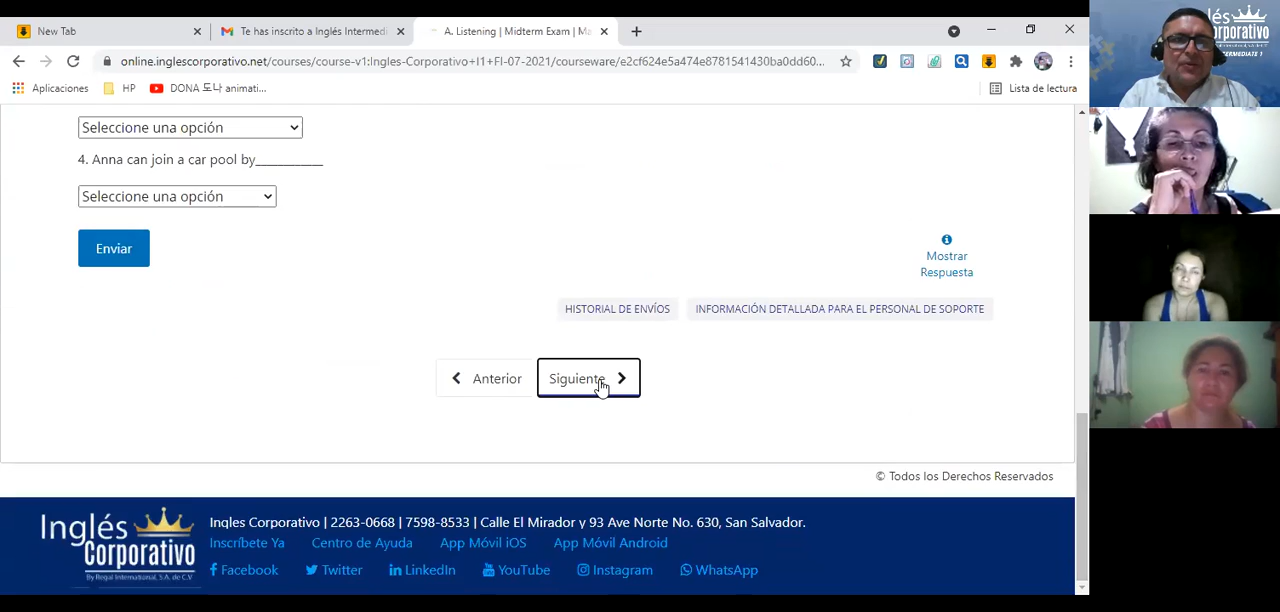 New Tab
Te has inscrito a Inglés Intermedi
A. Listening | Midterm Exam | Ma
online.inglescorporativo.net/courses/course-v1:Ingles-Corporativo+I1+FI-07-2021/courseware/e2cf624e5a474e8781541430ba0dd60...
Aplicaciones
HP
DONA 도나 animati...
Lista de lectura
Seleccione una opción
4. Anna can join a car pool by___________
Seleccione una opción
Enviar
Mostrar
Respuesta
HISTORIAL DE ENVÍOS
INFORMACIÓN DETALLADA PARA EL PERSONAL DE SOPORTE
Anterior
Siguiente
© Todos los Derechos Reservados
Inglés
Corporativo
By Regal International, S.A. de C.V
Ingles Corporativo | 2263-0668 | 7598-8533 | Calle El Mirador y 93 Ave Norte No. 630, San Salvador.
Inscríbete Ya
Centro de Ayuda
App Móvil iOS
App Móvil Android
Facebook
Twitter
LinkedIn
YouTube
Instagram
WhatsApp